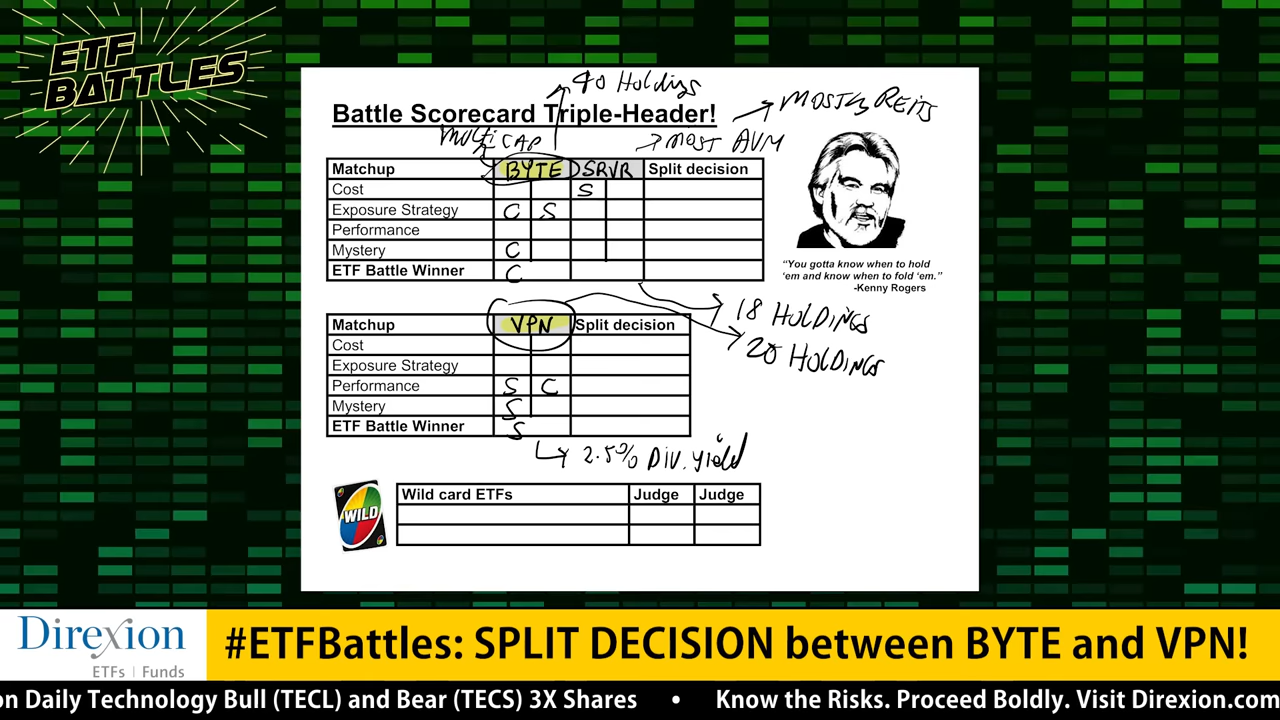 ETF
BATTLES
40 Holdings
Battle Scorecard Triple-Header!
MOSTLY REITS
MULTI CAP
MOST AUM
Matchup BYTE SRVR Split decision
Cost S
Exposure Strategy C S
Performance
Mystery C
ETF Battle Winner C
“You gotta know when to hold
‘em and know when to fold ‘em.”
-Kenny Rogers
18 HOLDINGS
Matchup VPN Split decision
20 HOLDINGS
Cost
Exposure Strategy
Performance S C
Mystery S
ETF Battle Winner S
2.5% Div. yield
WILD
Wild card ETFs Judge Judge
Direxion
ETFs | Funds
#ETFBattles: SPLIT DECISION between BYTE and VPN!
on Daily Technology Bull (TECL) and Bear (TECS) 3X Shares • Know the Risks. Proceed Boldly. Visit Direxion.com